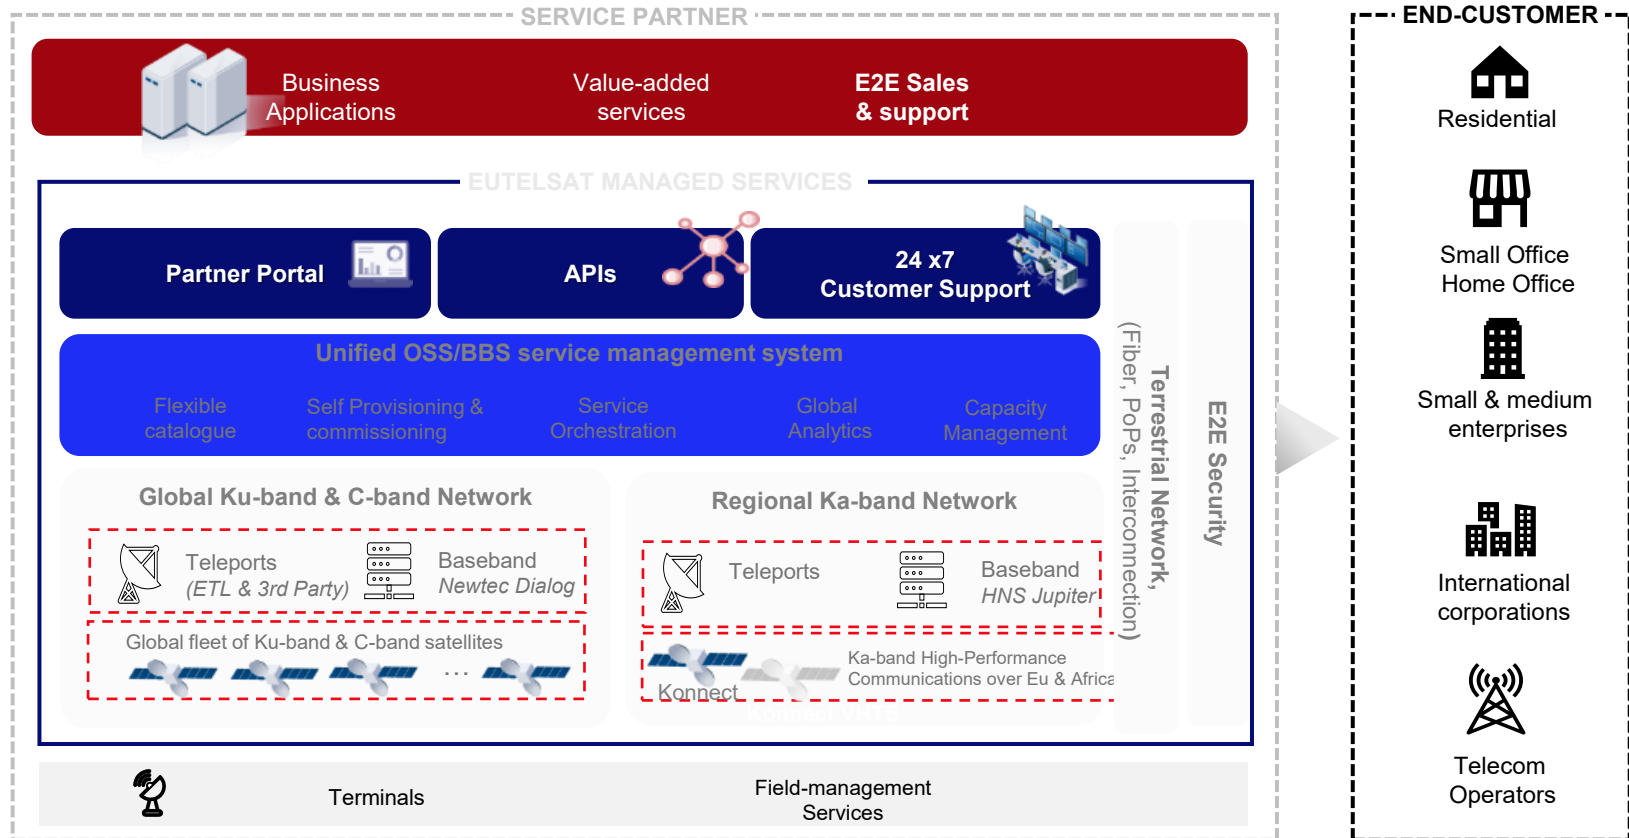 SERVICE PARTNER
Business
Applications
Value-added
services
E2E Sales
& support
EUTELSAT MANAGED SERVICES
Partner Portal
APIs
24 x7
Customer Support
Unified OSS/BBS service management system
Flexible
catalogue
Self Provisioning &
commissioning
Service
Orchestration
Global
Analytics
Capacity
Management
Global Ku-band & C-band Network
Teleports
(ETL & 3rd Party)
Baseband
Newtec Dialog
Global fleet of Ku-band & C-band satellites
...
Regional Ka-band Network
Teleports
Baseband
HNS Jupiter
Konnect
Ka-band High-Performance
Communications over Eu & Africa
Konnect VHTS
Terrestrial Network,
(Fiber, PoPs, Interconnection)
E2E Security
Terminals
Field-management
Services
END-CUSTOMER
Residential
Small Office
Home Office
Small & medium
enterprises
International
corporations
Telecom
Operators